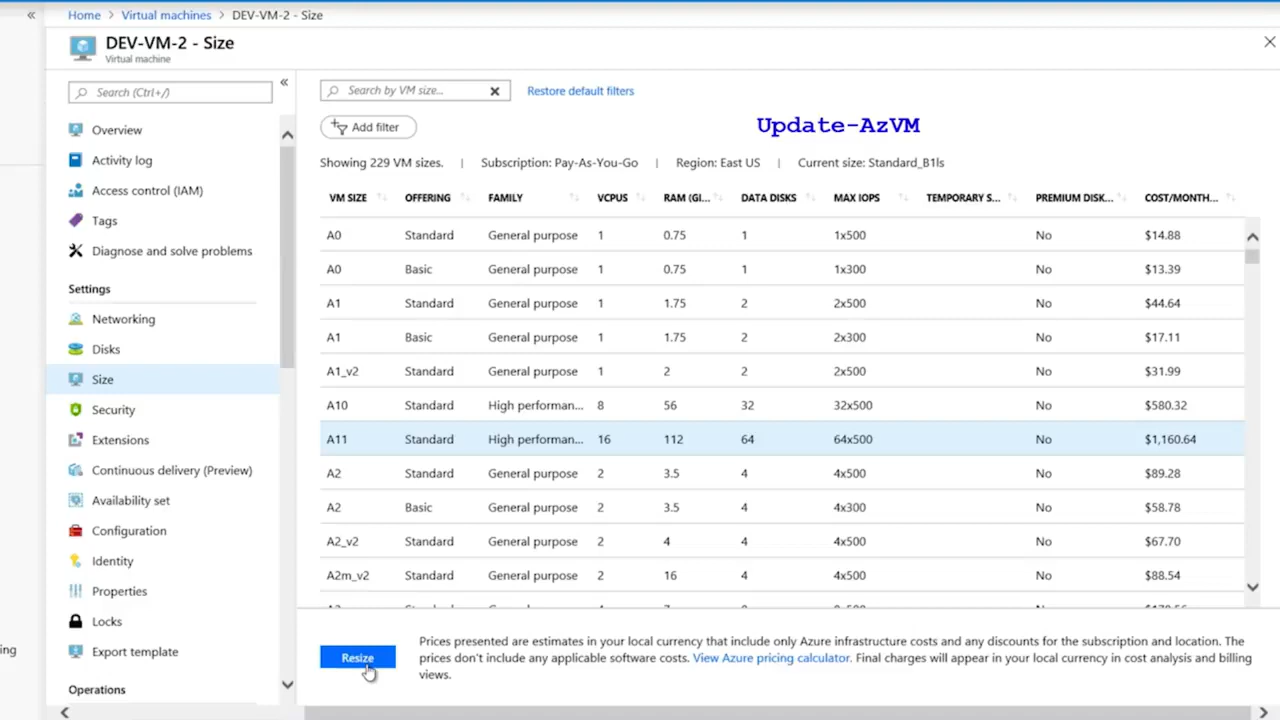 « Home > Virtual machines > DEV-VM-2 - Size
DEV-VM-2 - Size
Virtual machine
Search (Ctrl+/)
«
Overview
Activity log
Access control (IAM)
Tags
Diagnose and solve problems
Settings
Networking
Disks
Size
Security
Extensions
Continuous delivery (Preview)
Availability set
Configuration
Identity
Properties
Locks
Export template
Operations
ing
Search by VM size... Restore default filters
Add filter
Update-AzVM
Showing 229 VM sizes. | Subscription: Pay-As-You-Go | Region: East US | Current size: Standard_B1ls
VM SIZE OFFERING FAMILY VCPUS RAM (GI... DATA DISKS MAX IOPS TEMPORARY S... PREMIUM DISK... COST/MONTH...
A0 Standard General purpose 1 0.75 1 1x500 No $14.88
A0 Basic General purpose 1 0.75 1 1x300 No $13.39
A1 Standard General purpose 1 1.75 2 2x500 No $44.64
A1 Basic General purpose 1 1.75 2 2x300 No $17.11
A1_v2 Standard General purpose 1 2 2 2x500 No $31.99
A10 Standard High performan... 8 56 32 32x500 No $580.32
A11 Standard High performan... 16 112 64 64x500 No $1,160.64
A2 Standard General purpose 2 3.5 4 4x500 No $89.28
A2 Basic General purpose 2 3.5 4 4x300 No $58.78
A2_v2 Standard General purpose 2 4 4 4x500 No $67.70
A2m_v2 Standard General purpose 2 16 4 4x500 No $88.54
Resize
Prices presented are estimates in your local currency that include only Azure infrastructure costs and any discounts for the subscription and location. The
prices don't include any applicable software costs. View Azure pricing calculator. Final charges will appear in your local currency in cost analysis and billing
views.